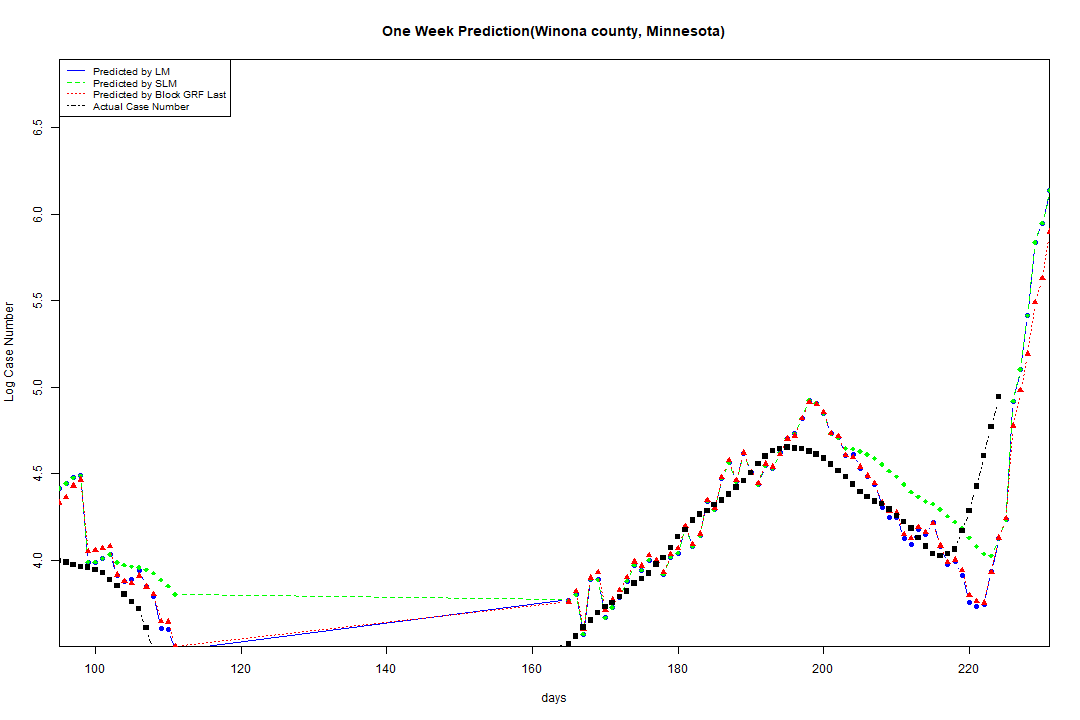 One Week Prediction(Winona county, Minnesota)
Predicted by LM
Predicted by SLM
Predicted by Block GRF Last
Actual Case Number
6.5
6.0
5.5
5.0
4.5
4.0
Log Case Number
100 120 140 160 180 200 220
days